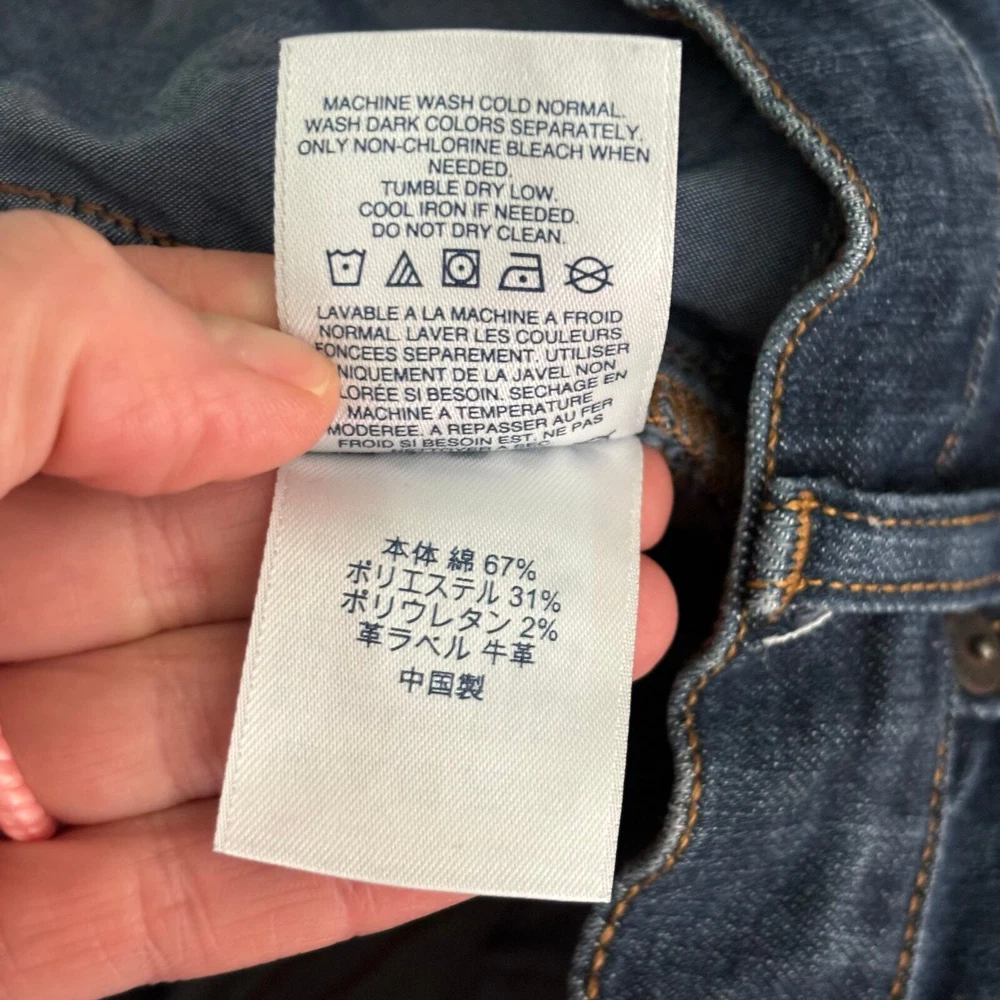 MACHINE WASH COLD NORMAL.
WASH DARK COLORS SEPARATELY.
ONLY NON-CHLORINE BLEACH WHEN
NEEDED.
TUMBLE DRY LOW.
COOL IRON IF NEEDED.
DO NOT DRY CLEAN.
LAVABLE A LA MACHINE A FROID
NORMAL. LAVER LES COULEURS
FONCEES SEPAREMENT. UTILISER
NIQUEMENT DE LA JAVEL NON
LORÉE SI BESOIN. SECHAGE EN
MACHINE A TEMPERATURE
MODEREE. A REPASSER AU FER
FROID SI BESOIN EST. NE PAS
本体 綿 67%
ポリエステル 31%
ポリウレタン 2%
革ラベル 牛革
中国製